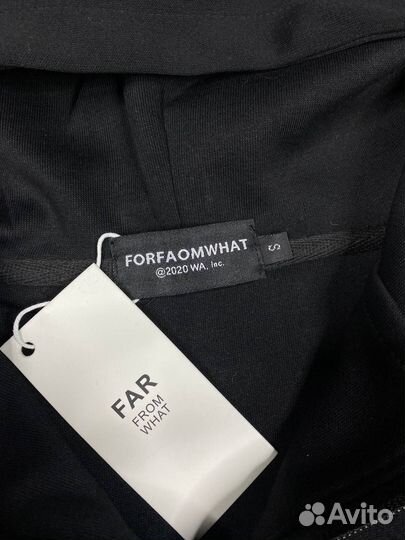 FORFAOMWHAT
@2020 WA, Inc.
S
FAR
FROM
WHAT
Avito